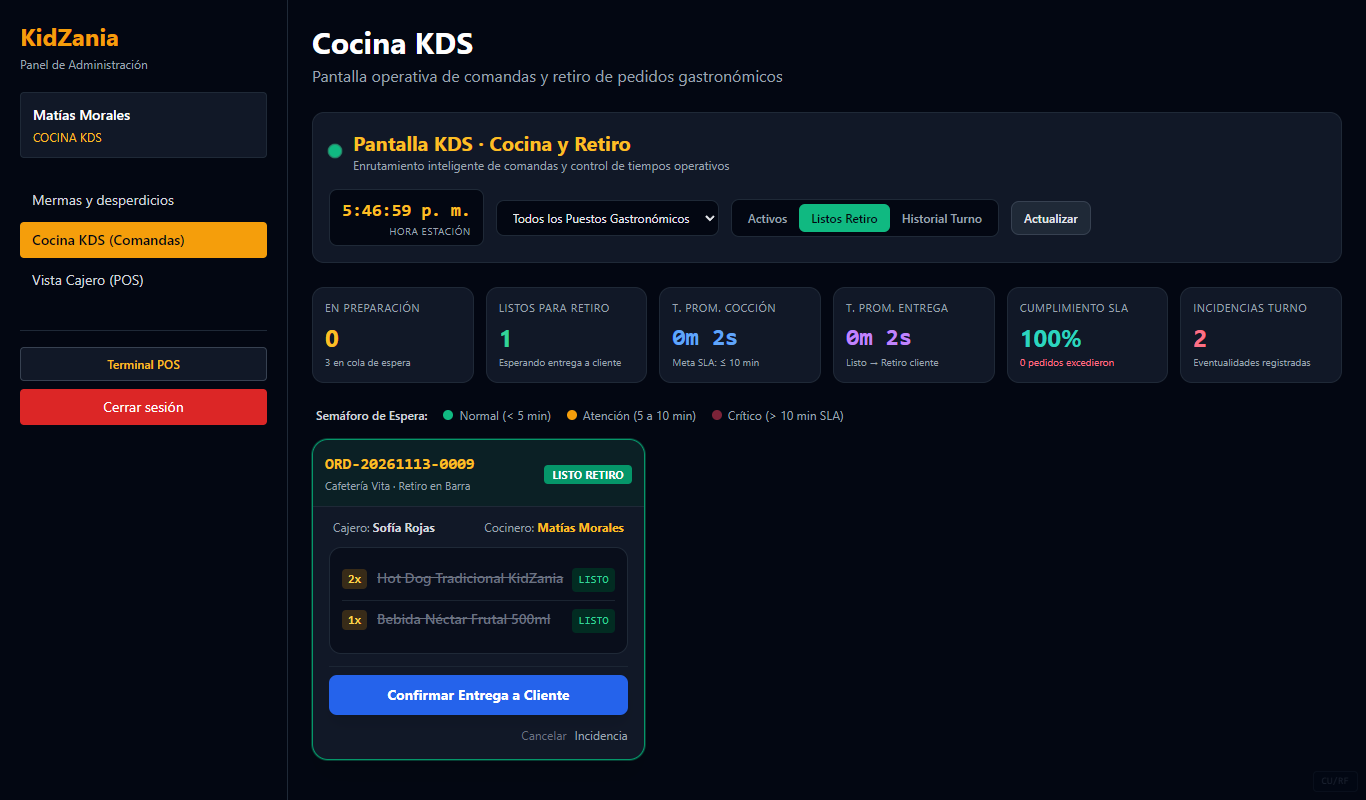 KidZania
Panel de Administración
Matías Morales
COCINA KDS
Mermas y desperdicios
Cocina KDS (Comandas)
Vista Cajero (POS)
Terminal POS
Cerrar sesión
Cocina KDS
Pantalla operativa de comandas y retiro de pedidos gastronómicos
Pantalla KDS · Cocina y Retiro
Enrutamiento inteligente de comandas y control de tiempos operativos
5:46:59 p. m.
HORA ESTACIÓN
Todos los Puestos Gastronómicos
Activos
Listos Retiro
Historial Turno
Actualizar
EN PREPARACIÓN
0
3 en cola de espera
LISTOS PARA RETIRO
1
Esperando entrega a cliente
T. PROM. COCCIÓN
0m 2s
Meta SLA: ≤ 10 min
T. PROM. ENTREGA
0m 2s
Listo → Retiro cliente
CUMPLIMIENTO SLA
100%
0 pedidos excedieron
INCIDENCIAS TURNO
2
Eventualidades registradas
Semáforo de Espera: Normal (< 5 min) Atención (5 a 10 min) Crítico (> 10 min SLA)
ORD-20261113-0009
Cafetería Vita · Retiro en Barra
LISTO RETIRO
Cajero: Sofía Rojas Cocinero: Matías Morales
2x Hot Dog Tradicional KidZania LISTO
1x Bebida Néctar Frutal 500ml LISTO
Confirmar Entrega a Cliente
Cancelar Incidencia
CU/RF